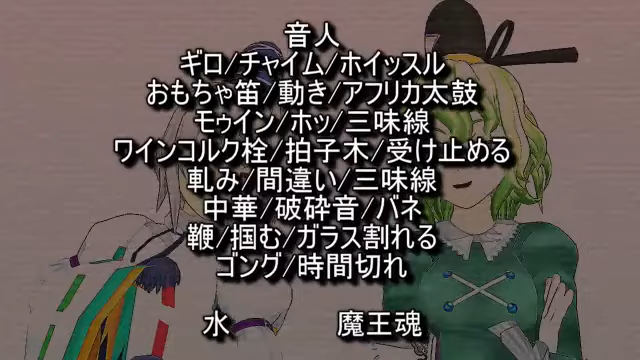 音人
ギロ/チャイム/ホイッスル
おもちゃ笛/動き/アフリカ太鼓
モゥイン/ホッ/三味線
ワインコルク栓/拍子木/受け止める
軋み/間違い/三味線
中華/破砕音/バネ
鞭/掴む/ガラス割れる
ゴング/時間切れ
水 魔王魂